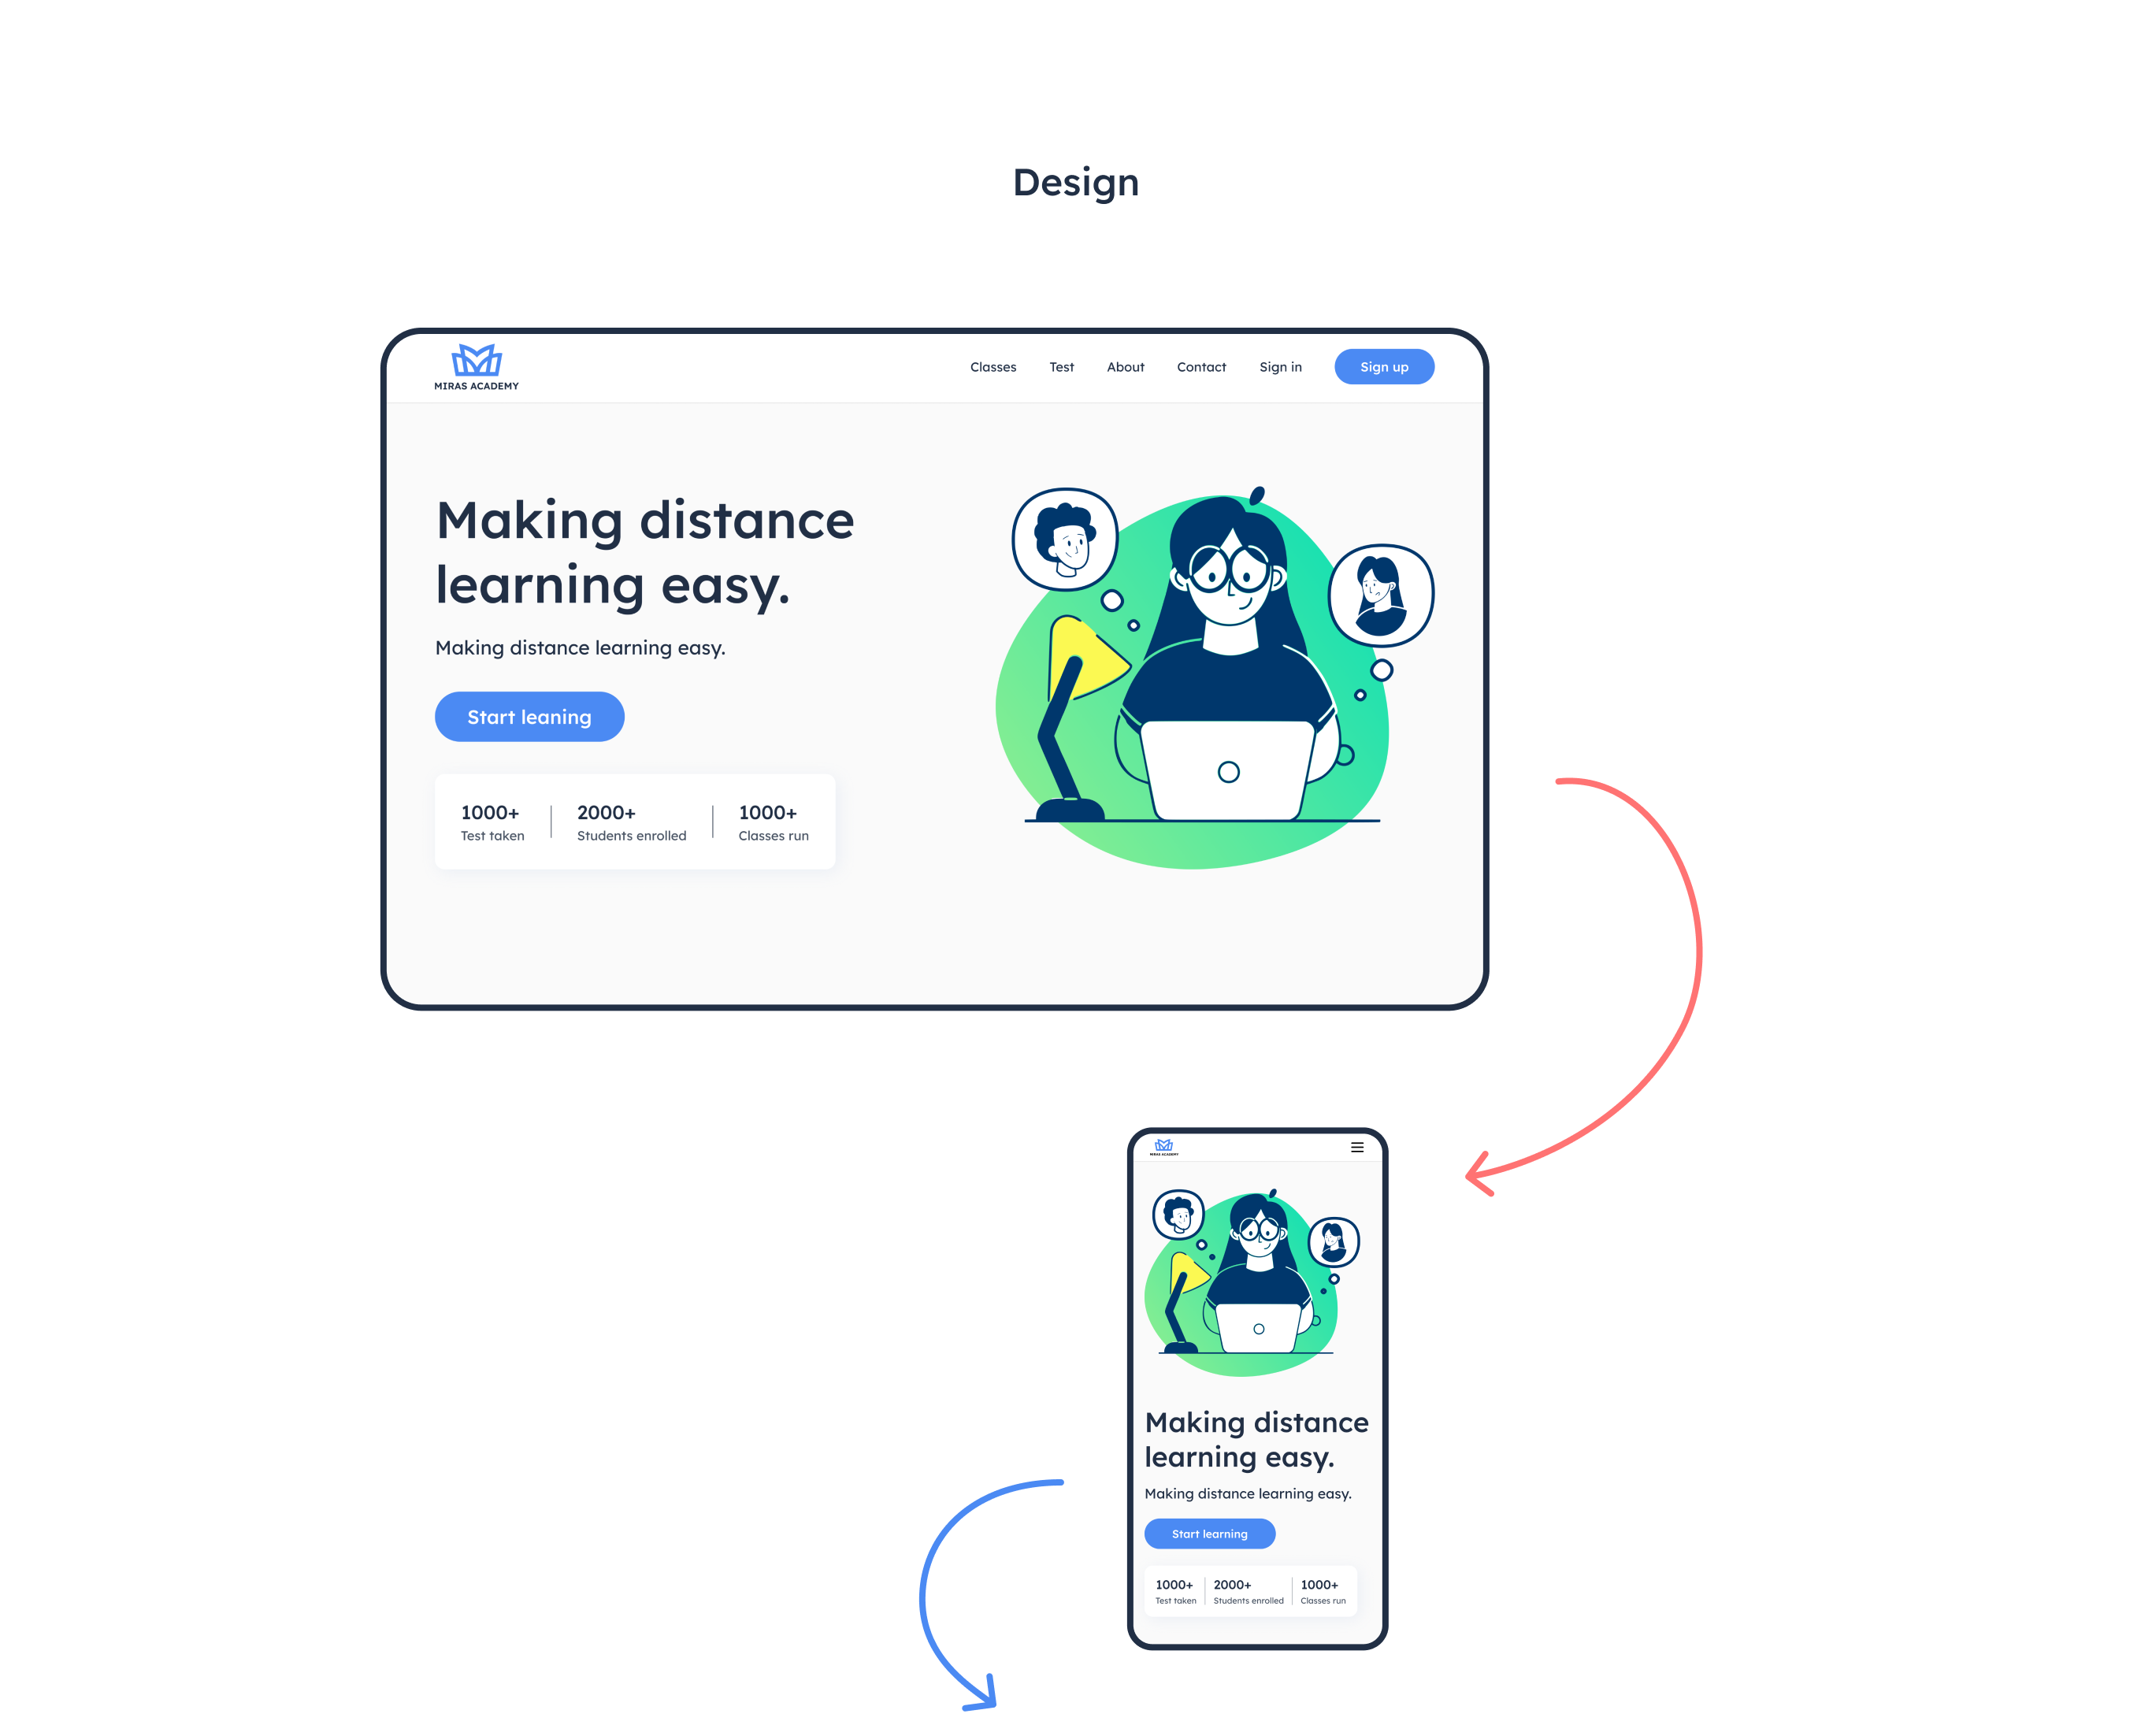 Design
MIRAS ACADEMY
Classes Test About Contact Sign in Sign up
Making distance
learning easy.
Making distance learning easy.
Start leaning
1000+ 2000+ 1000+
Test taken Students enrolled Classes run
MIRAS ACADEMY
Making distance
learning easy.
Making distance learning easy.
Start learning
1000+ 2000+ 1000+
Test taken Students enrolled Classes run